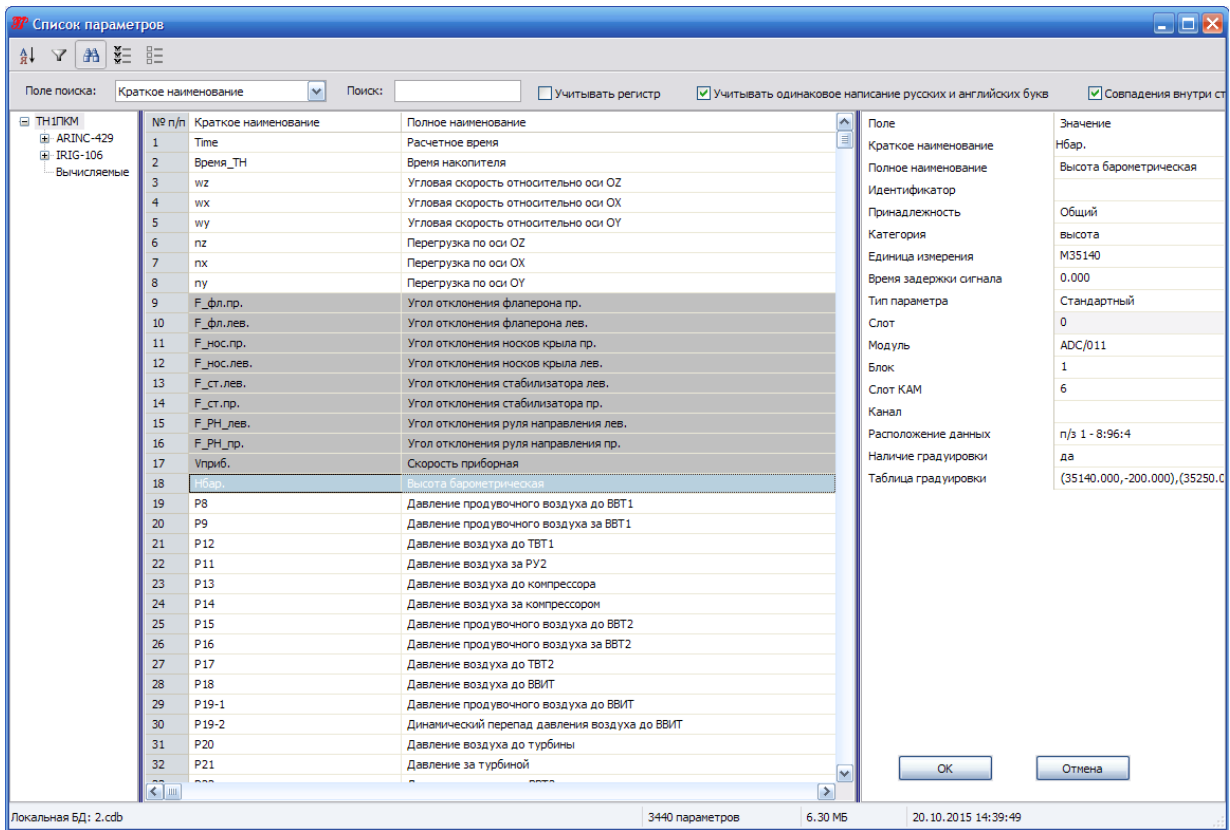 Список параметров
Поле поиска: Краткое наименование Поиск: Учитывать регистр Учитывать одинаковое написание русских и английских букв Совпадения внутри ст
ТН1ПКМ
ARINC-429
IRIG-106
Вычисляемые
№ п/п Краткое наименование Полное наименование
1 Time Расчетное время
2 Время_ТН Время накопителя
3 wz Угловая скорость относительно оси OZ
4 wx Угловая скорость относительно оси OX
5 wy Угловая скорость относительно оси OY
6 nz Перегрузка по оси OZ
7 nx Перегрузка по оси OX
8 ny Перегрузка по оси OY
9 F_фл.пр. Угол отклонения флаперона пр.
10 F_фл.лев. Угол отклонения флаперона лев.
11 F_нос.пр. Угол отклонения носков крыла пр.
12 F_нос.лев. Угол отклонения носков крыла лев.
13 F_ст.лев. Угол отклонения стабилизатора лев.
14 F_ст.пр. Угол отклонения стабилизатора пр.
15 F_РН_лев. Угол отклонения руля направления лев.
16 F_РН_пр. Угол отклонения руля направления пр.
17 Vприб. Скорость приборная
18 Hбар. Высота барометрическая
19 P8 Давление продувочного воздуха до ВВТ1
20 P9 Давление продувочного воздуха за ВВТ1
21 P12 Давление воздуха до ТВТ1
22 P11 Давление воздуха за РУ2
23 P13 Давление воздуха до компрессора
24 P14 Давление воздуха за компрессором
25 P15 Давление продувочного воздуха до ВВТ2
26 P16 Давление продувочного воздуха за ВВТ2
27 P17 Давление воздуха до ТВТ2
28 P18 Давление воздуха до ВВИТ
29 P19-1 Давление продувочного воздуха до ВВИТ
30 P19-2 Динамический перепад давления воздуха до ВВИТ
31 P20 Давление воздуха до турбины
32 P21 Давление за турбиной
Поле Значение
Краткое наименование Hбар.
Полное наименование Высота барометрическая
Идентификатор
Принадлежность Общий
Категория высота
Единица измерения М35140
Время задержки сигнала 0.000
Тип параметра Стандартный
Слот 0
Модуль ADC/011
Блок 1
Слот КАМ 6
Канал
Расположение данных п/з 1 - 8:96:4
Наличие градуировки да
Таблица градуировки (35140.000,-200.000),(35250.0
OK Отмена
Локальная БД: 2.cdb 3440 параметров 6.30 МБ 20.10.2015 14:39:49